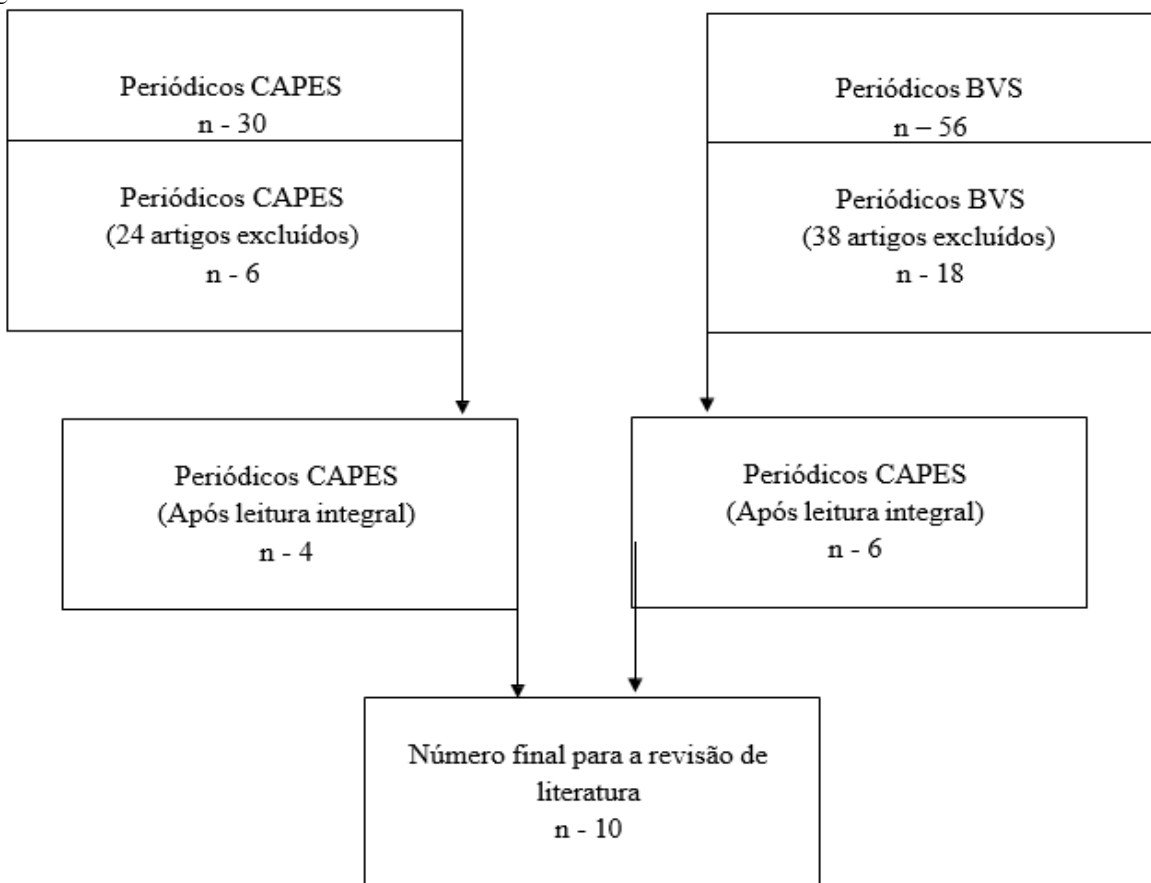 Periódicos CAPES
n - 30
Periódicos CAPES
(24 artigos excluídos)
n - 6
Periódicos BVS
n – 56
Periódicos BVS
(38 artigos excluídos)
n - 18
Periódicos CAPES
(Após leitura integral)
n - 4
Periódicos CAPES
(Após leitura integral)
n - 6
Número final para a revisão de
literatura
n - 10